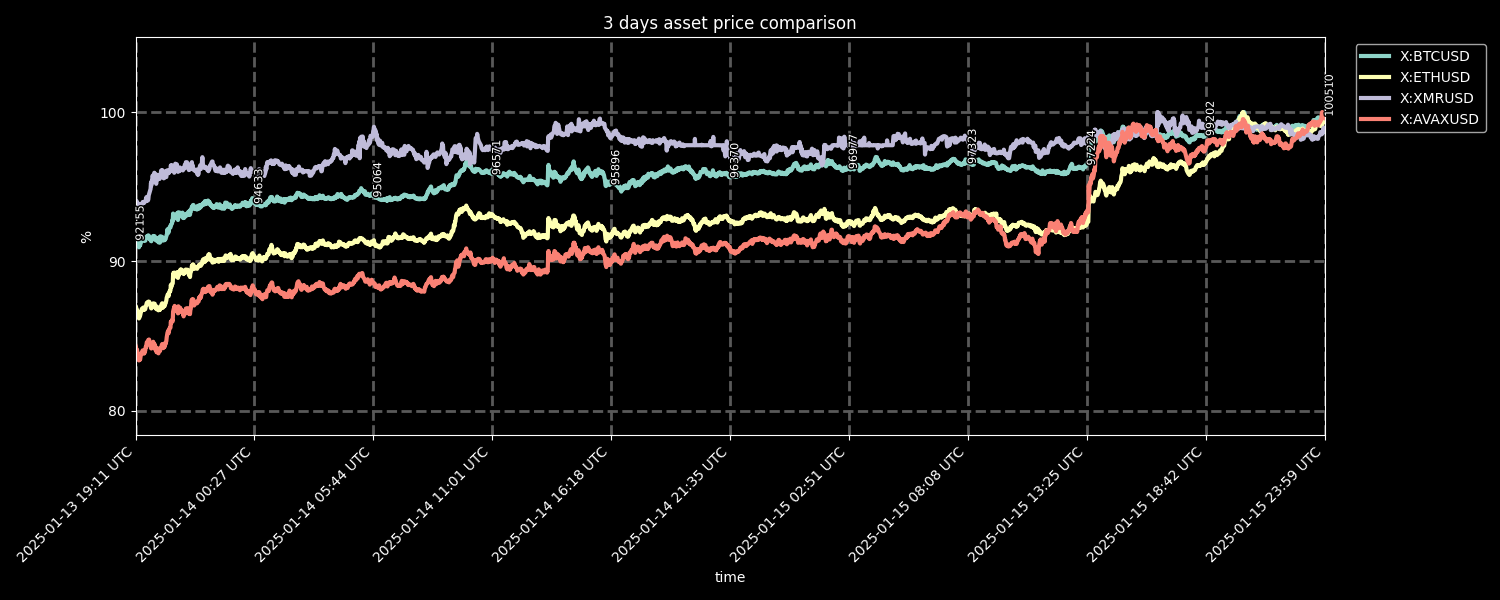 3 days asset price comparison
X:BTCUSD
X:ETHUSD
X:XMRUSD
X:AVAXUSD
100
90
80
%
92155
94633
95064
96571
95896
96370
96977
97323
97224
99202
100510
2025-01-13 19:11 UTC
2025-01-14 00:27 UTC
2025-01-14 05:44 UTC
2025-01-14 11:01 UTC
2025-01-14 16:18 UTC
2025-01-14 21:35 UTC
2025-01-15 02:51 UTC
2025-01-15 08:08 UTC
2025-01-15 13:25 UTC
2025-01-15 18:42 UTC
2025-01-15 23:59 UTC
time